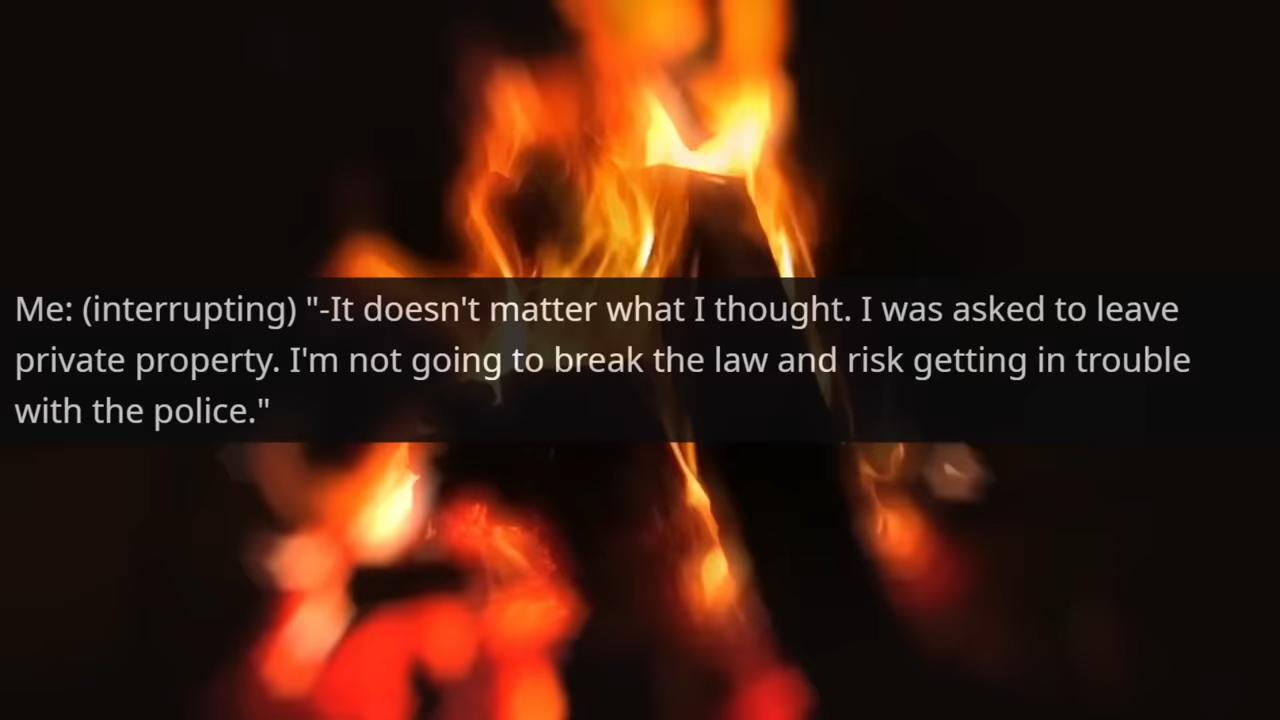 Me: (interrupting) "-It doesn't matter what I thought. I was asked to leave
private property. I'm not going to break the law and risk getting in trouble
with the police."